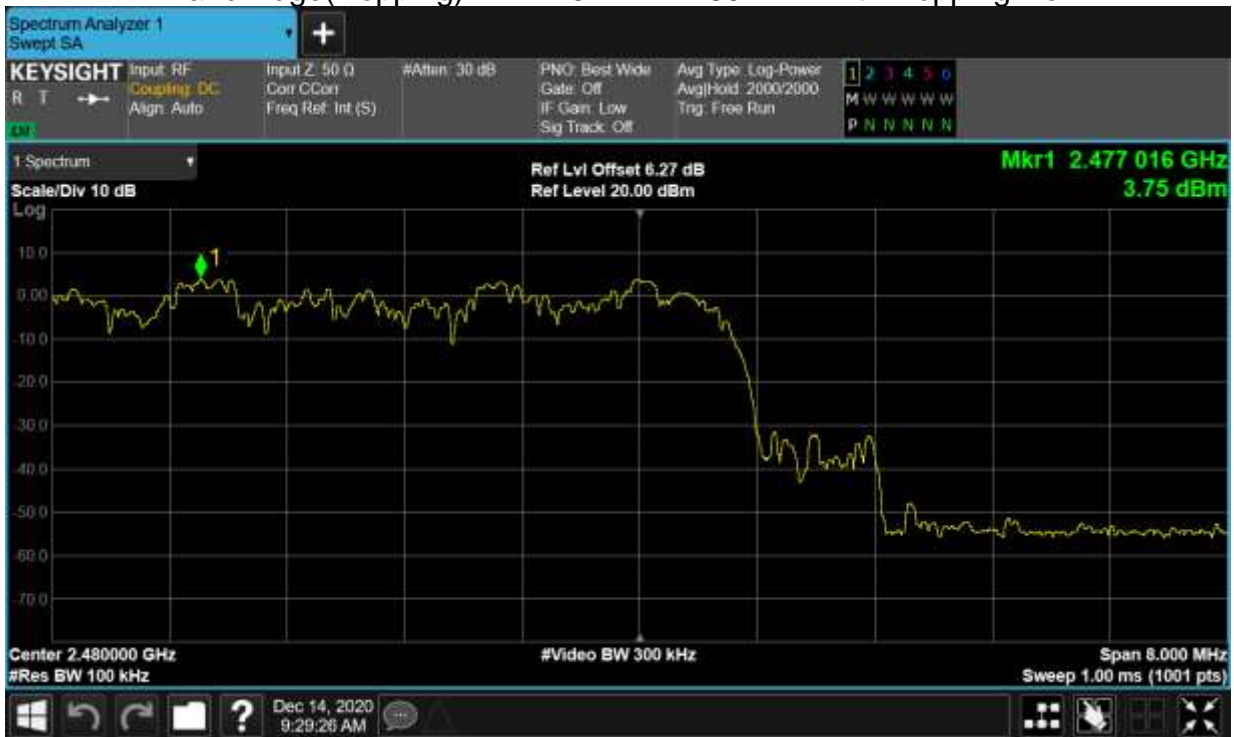 Spectrum Analyzer 1
Swept SA
+
KEYSIGHT
R T
Input: RF
Coupling: DC
Align: Auto
Input Z: 50 Ω
Corr CCorr
Freq Ref: Int (S)
#Atten: 30 dB
PNO: Best Wide
Gate: Off
IF Gain: Low
Sig Track: Off
Avg Type: Log-Power
Avg|Hold: 2000/2000
Trig: Free Run
1 2 3 4 5 6
M W W W W W
P N N N N N
1 Spectrum
Scale/Div 10 dB
Ref Lvl Offset 6.27 dB
Ref Level 20.00 dBm
Mkr1 2.477 016 GHz
3.75 dBm
Log
10.0
1
0.00
-10.0
-20.0
-30.0
-40.0
-50.0
-60.0
-70.0
Center 2.480000 GHz
#Res BW 100 kHz
#Video BW 300 kHz
Span 8.000 MHz
Sweep 1.00 ms (1001 pts)
?
Dec 14, 2020
9:29:26 AM